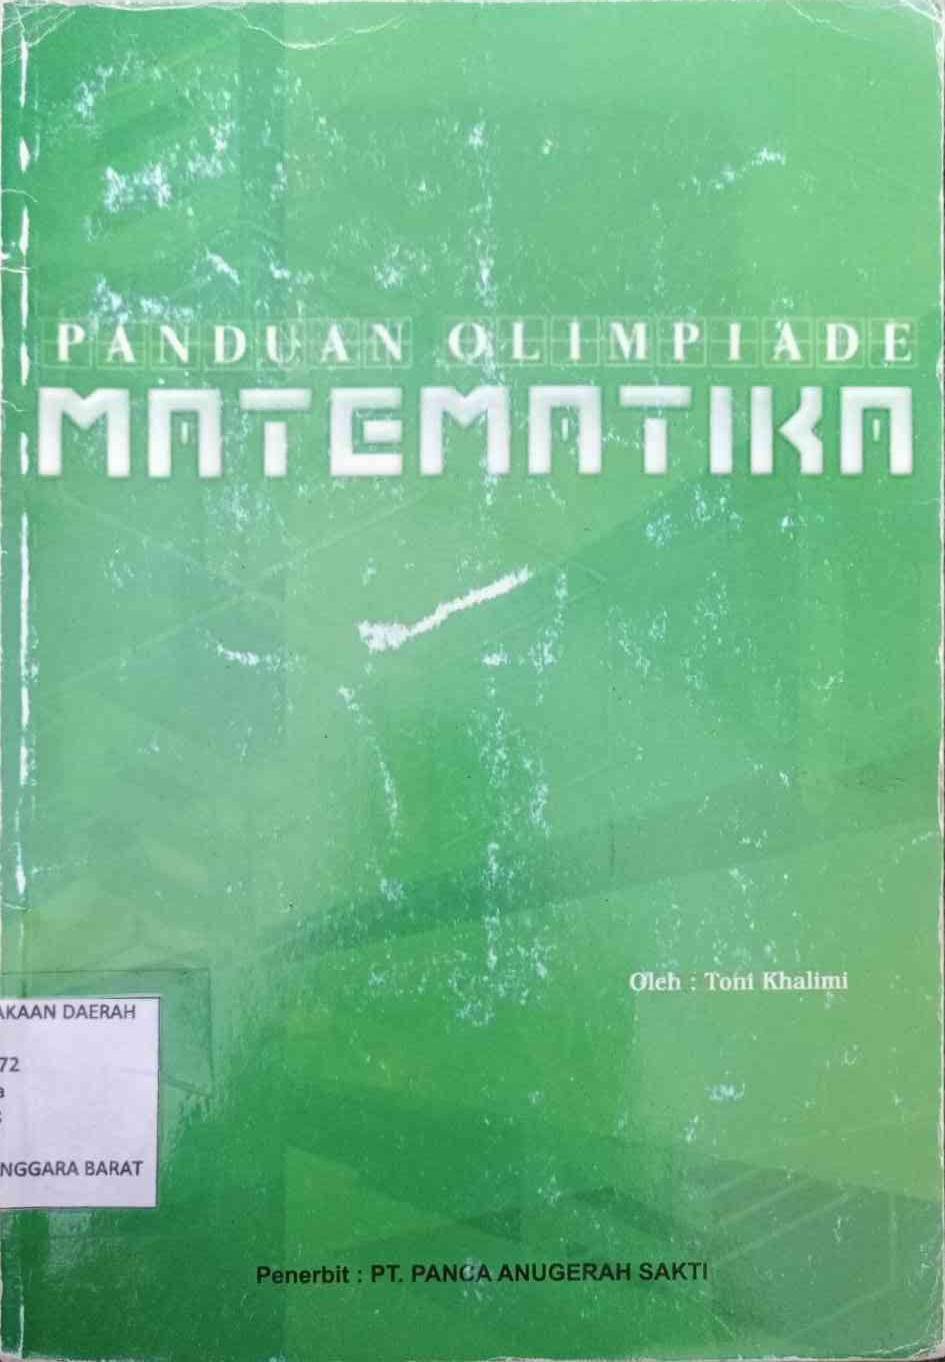 PANDUAN OLIMPIADE
MATEMATIKA
Oleh : Toni Khalimi
AKAAN DAERAH
72
a
NGGARA BARAT
Penerbit : PT. PANCA ANUGERAH SAKTI